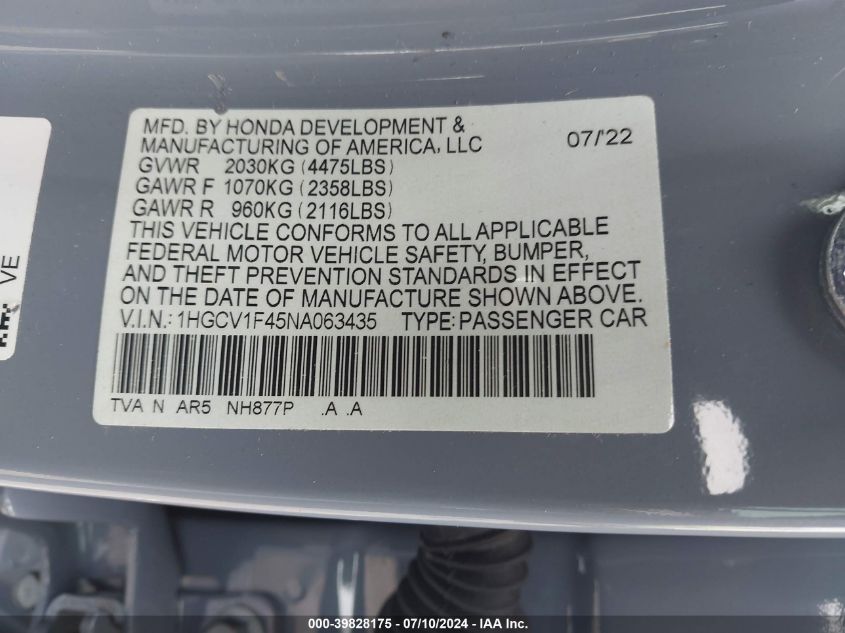 MFD. BY HONDA DEVELOPMENT &
MANUFACTURING OF AMERICA, LLC 07/'22
GVWR 2030KG (4475LBS)
GAWR F 1070KG (2358LBS)
GAWR R 960KG (2116LBS)
THIS VEHICLE CONFORMS TO ALL APPLICABLE
FEDERAL MOTOR VEHICLE SAFETY, BUMPER,
AND THEFT PREVENTION STANDARDS IN EFFECT
ON THE DATE OF MANUFACTURE SHOWN ABOVE.
V.I.N.: 1HGCV1F45NA063435 TYPE: PASSENGER CAR
TVA N AR5 NH877P .A .A
VE
000-39828175 / 07/10/2024 - IAA Inc.